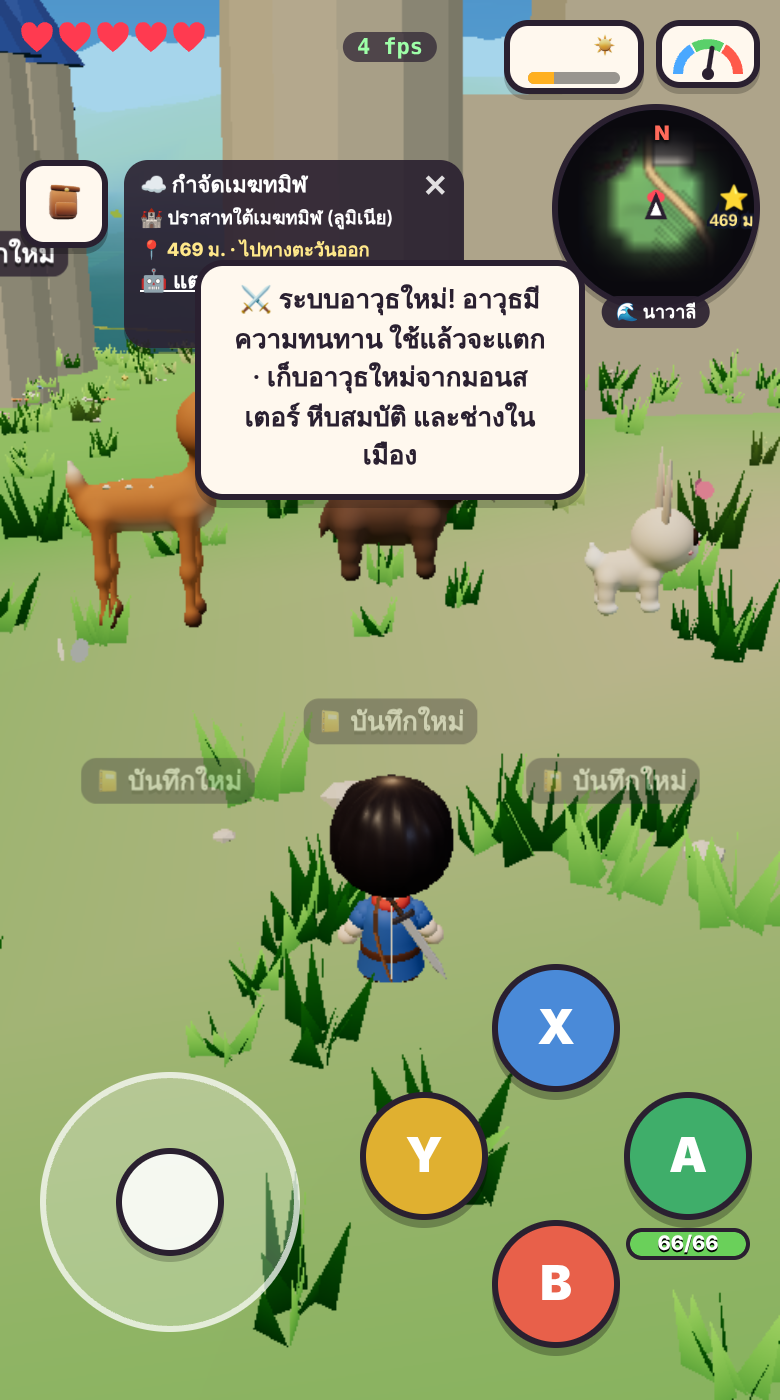 4 fps
N
469 ม
นาวาลี
กำจัดเมฆทมิฬ
ปราสาทใต้เมฆทมิฬ (ลูมิเนีย)
469 ม. · ไปทางตะวันออก
กใหม่
ระบบอาวุธใหม่! อาวุธมี
ความทนทาน ใช้แล้วจะแตก
· เก็บอาวุธใหม่จากมอนส
เตอร์ หีบสมบัติ และช่างใน
เมือง
บันทึกใหม่
บันทึกใหม่
บันทึกใหม่
X
Y
A
66/66
B